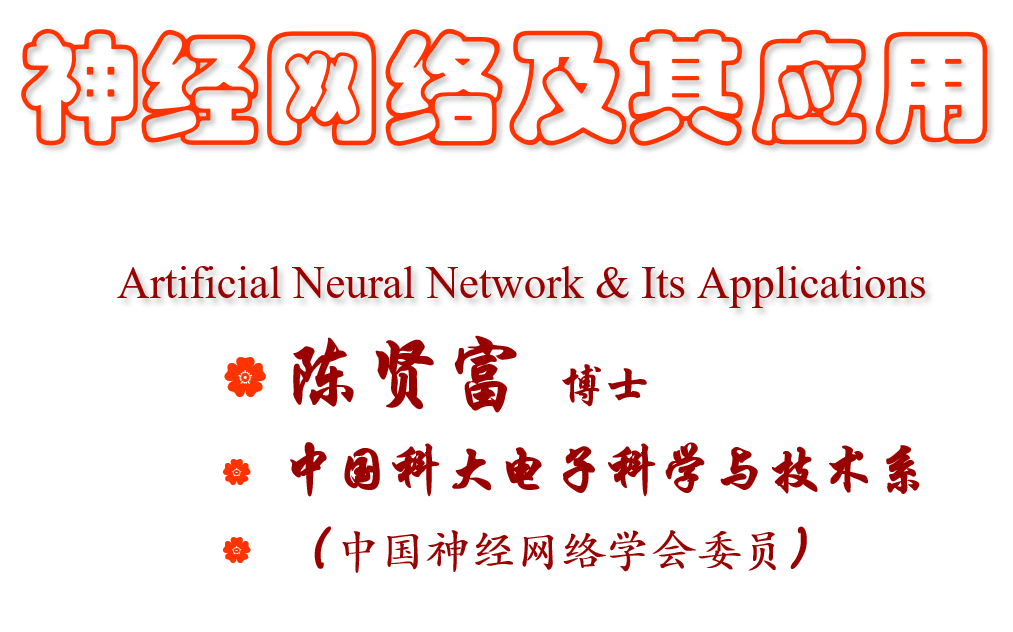 神经网络及其应用
Artificial Neural Network & Its Applications
陈贤富 博士
中国科大电子科学与技术系
（中国神经网络学会委员）